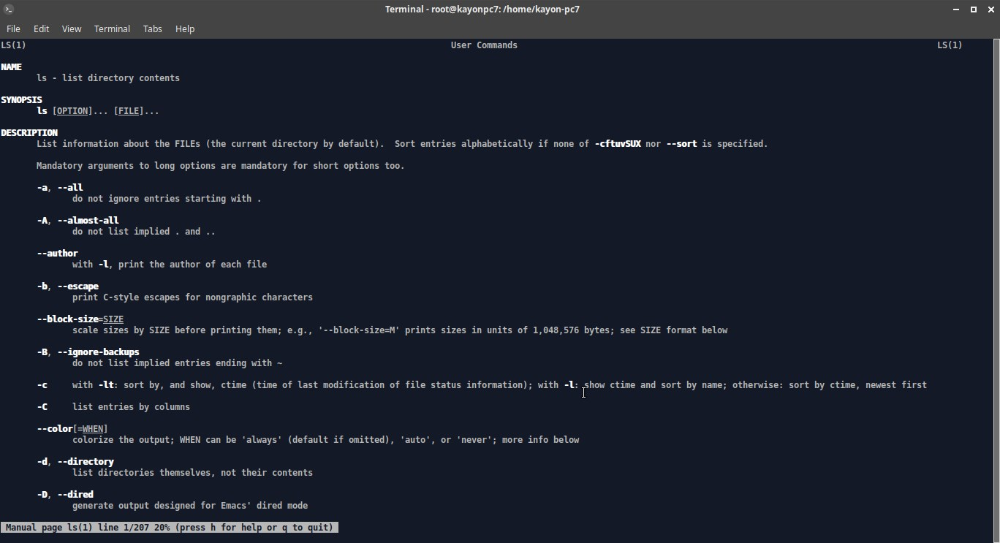 Terminal - root@kayonpc7: /home/kayon-pc7
File Edit View Terminal Tabs Help
LS(1) User Commands LS(1)
NAME
ls - list directory contents
SYNOPSIS
ls [OPTION]... [FILE]...
DESCRIPTION
List information about the FILEs (the current directory by default). Sort entries alphabetically if none of -cftuvSUX nor --sort is specified.
Mandatory arguments to long options are mandatory for short options too.
-a, --all
do not ignore entries starting with .
-A, --almost-all
do not list implied . and ..
--author
with -l, print the author of each file
-b, --escape
print C-style escapes for nongraphic characters
--block-size=SIZE
scale sizes by SIZE before printing them; e.g., '--block-size=M' prints sizes in units of 1,048,576 bytes; see SIZE format below
-B, --ignore-backups
do not list implied entries ending with ~
-c with -lt: sort by, and show, ctime (time of last modification of file status information); with -l: show ctime and sort by name; otherwise: sort by ctime, newest first
-C list entries by columns
--color[=WHEN]
colorize the output; WHEN can be 'always' (default if omitted), 'auto', or 'never'; more info below
-d, --directory
list directories themselves, not their contents
-D, --dired
generate output designed for Emacs' dired mode
Manual page ls(1) line 1/207 20% (press h for help or q to quit)